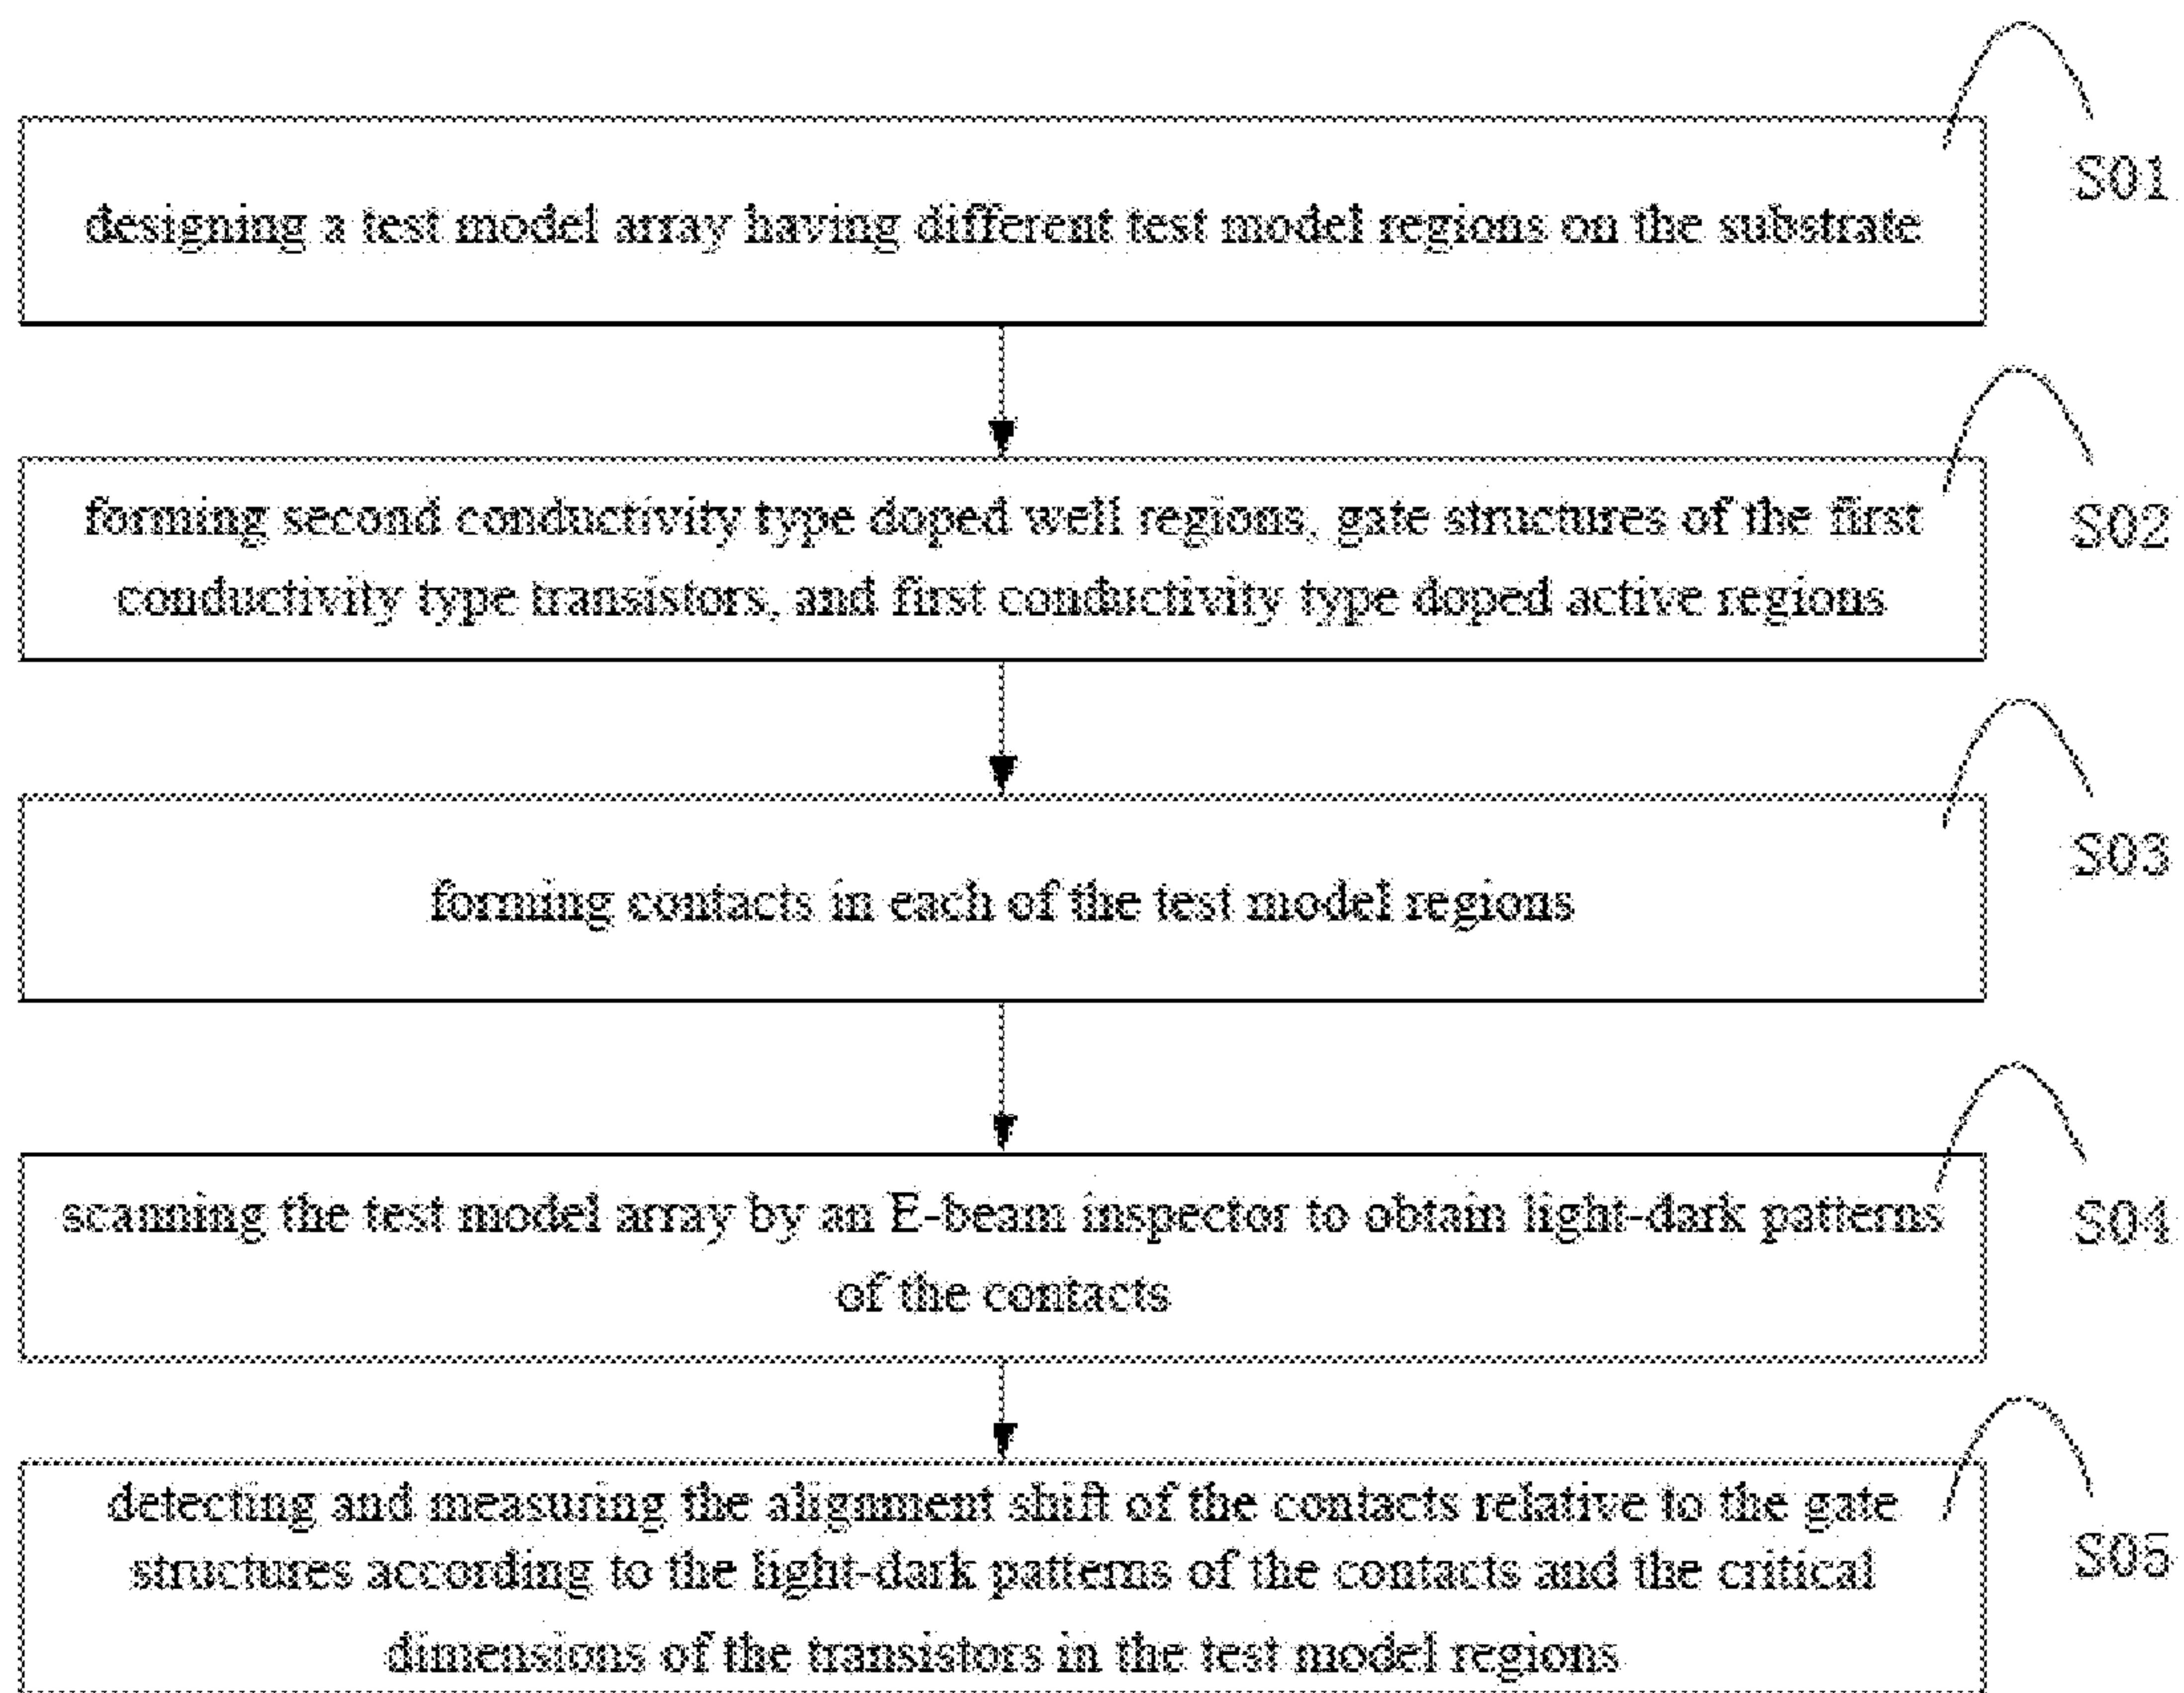 designing a test model array having different test model regions on the substrate
S01
forming second conductivity type doped well regions, gate structures of the first
conductivity type transistors, and first conductivity type doped active regions
S02
forming contacts in each of the test model regions
S03
scanning the test model array by an E-beam inspector to obtain light-dark patterns
of the contacts
S04
detecting and measuring the alignment shift of the contacts relative to the gate
structures according to the light-dark patterns of the contacts and the critical
dimensions of the transistors in the test model regions
S05